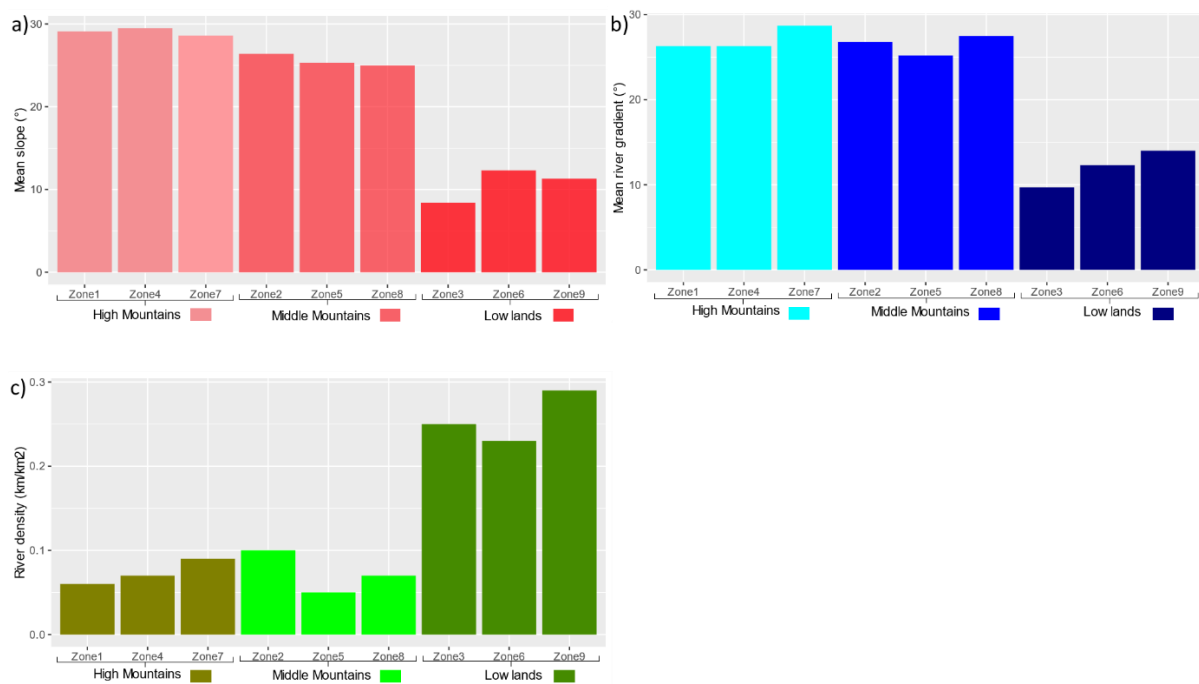 a)
Mean slope (°)
30
20
10
0
Zone1 Zone4 Zone7 Zone2 Zone5 Zone8 Zone3 Zone6 Zone9
High Mountains Middle Mountains Low lands
b)
Mean river gradient (°)
30
20
10
0
Zone1 Zone4 Zone7 Zone2 Zone5 Zone8 Zone3 Zone6 Zone9
High Mountains Middle Mountains Low lands
c)
River density (km/km2)
0.3
0.2
0.1
0.0
Zone1 Zone4 Zone7 Zone2 Zone5 Zone8 Zone3 Zone6 Zone9
High Mountains Middle Mountains Low lands